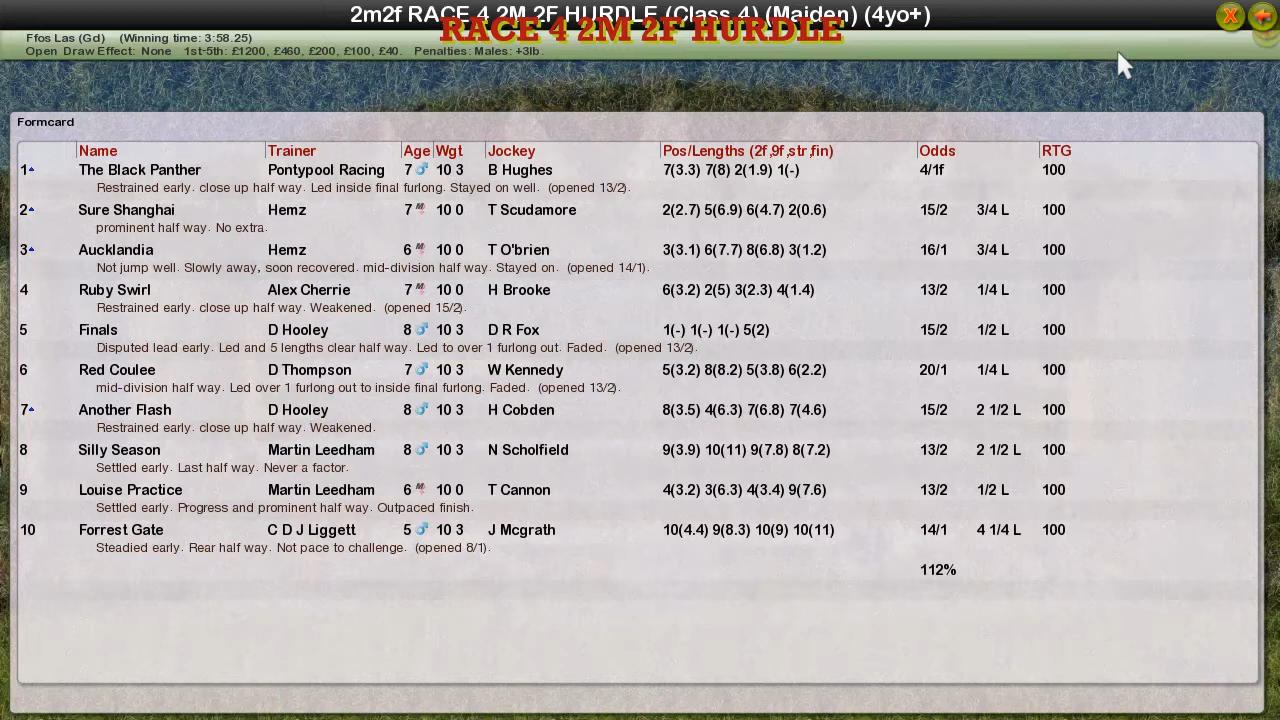 2m2f RACE 4 2M 2F HURDLE (Class 4) (Maiden) (4yo+)
RACE 4 2M 2F HURDLE
Ffos Las (Gd) (Winning time: 3:58.25)
Open Draw Effect: None 1st-5th: £1200, £460, £200, £100, £40. Penalties: Males: +3lb.
Formcard
Name Trainer Age Wgt Jockey Pos/Lengths (2f,9f,str,fin) Odds RTG
1 The Black Panther Pontypool Racing 7 10 3 B Hughes 7(3.3) 7(8) 2(1.9) 1(-) 4/1f 100
Restrained early. close up half way. Led inside final furlong. Stayed on well. (opened 13/2).
2 Sure Shanghai Hemz 7 10 0 T Scudamore 2(2.7) 5(6.9) 6(4.7) 2(0.6) 15/2 3/4 L 100
prominent half way. No extra.
3 Aucklandia Hemz 6 10 0 T O'brien 3(3.1) 6(7.7) 8(6.8) 3(1.2) 16/1 3/4 L 100
Not jump well. Slowly away, soon recovered. mid-division half way. Stayed on. (opened 14/1).
4 Ruby Swirl Alex Cherrie 7 10 0 H Brooke 6(3.2) 2(5) 3(2.3) 4(1.4) 13/2 1/4 L 100
Restrained early. close up half way. Weakened. (opened 15/2).
5 Finals D Hooley 8 10 3 D R Fox 1(-) 1(-) 1(-) 5(2) 15/2 1/2 L 100
Disputed lead early. Led and 5 lengths clear half way. Led to over 1 furlong out. Faded. (opened 13/2).
6 Red Coulee D Thompson 7 10 3 W Kennedy 5(3.2) 8(8.2) 5(3.8) 6(2.2) 20/1 1/4 L 100
mid-division half way. Led over 1 furlong out to inside final furlong. Faded. (opened 13/2).
7 Another Flash D Hooley 8 10 3 H Cobden 8(3.5) 4(6.3) 7(6.8) 7(4.6) 15/2 2 1/2 L 100
Restrained early. close up half way. Weakened.
8 Silly Season Martin Leedham 8 10 3 N Scholfield 9(3.9) 10(11) 9(7.8) 8(7.2) 13/2 2 1/2 L 100
Settled early. Last half way. Never a factor.
9 Louise Practice Martin Leedham 6 10 0 T Cannon 4(3.2) 3(6.3) 4(3.4) 9(7.6) 13/2 1/2 L 100
Settled early. Progress and prominent half way. Outpaced finish.
10 Forrest Gate C D J Liggett 5 10 3 J Mcgrath 10(4.4) 9(8.3) 10(9) 10(11) 14/1 4 1/4 L 100
Steadied early. Rear half way. Not pace to challenge. (opened 8/1).
112%